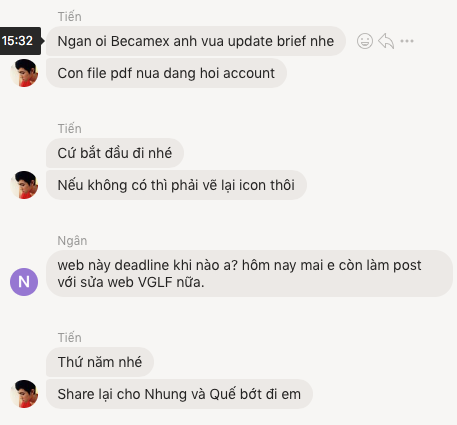 Tiến
15:32
Ngan oi Becamex anh vua update brief nhe
Con file pdf nua dang hoi account
Tiến
Cứ bắt đầu đi nhé
Nếu không có thì phải vẽ lại icon thôi
Ngân
N
web này deadline khi nào a? hôm nay mai e còn làm post
với sửa web VGLF nữa.
Tiến
Thứ năm nhé
Share lại cho Nhung và Quế bớt đi em